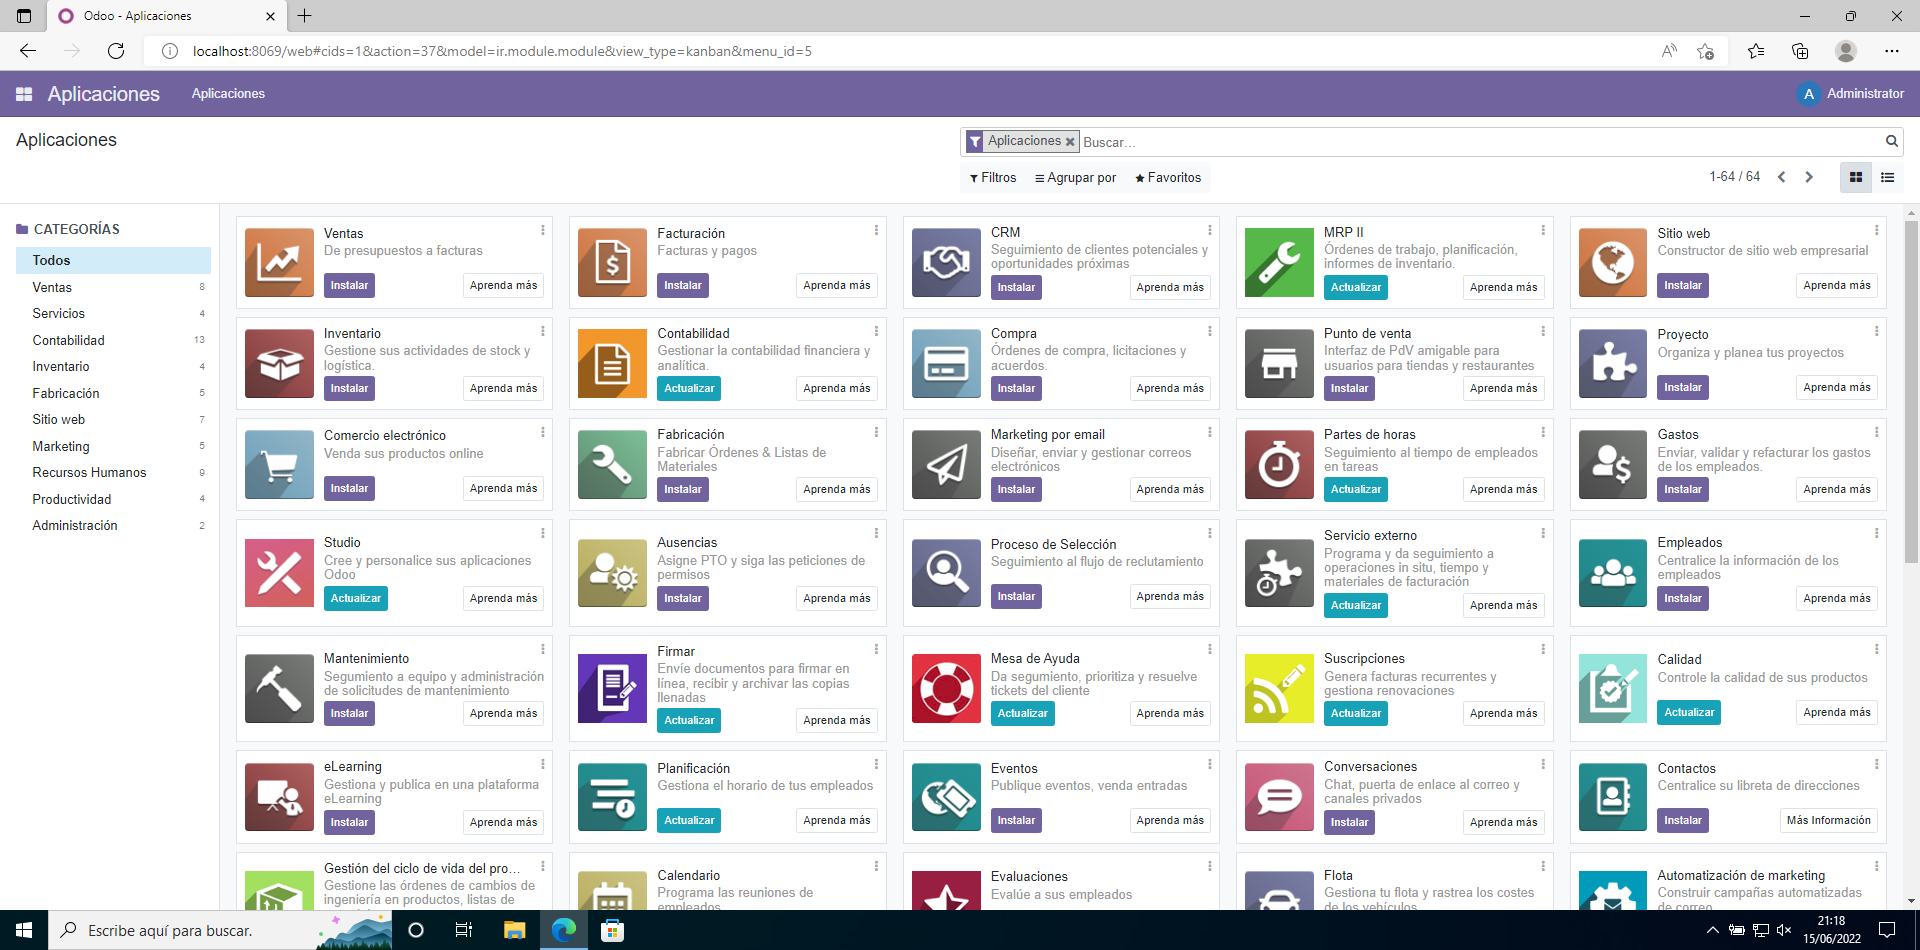 Odoo - Aplicaciones
localhost:8069/web#cids=1&action=37&model=ir.module.module&view_type=kanban&menu_id=5
Aplicaciones
Aplicaciones
A
Administrator
Aplicaciones
Aplicaciones
Buscar...
Filtros
Agrupar por
Favoritos
1-64 / 64
CATEGORÍAS
Todos
Ventas 8
Servicios 4
Contabilidad 13
Inventario 4
Fabricación 5
Sitio web 7
Marketing 5
Recursos Humanos 9
Productividad 4
Administración 2
Ventas
De presupuestos a facturas
Instalar
Aprenda más
Facturación
Facturas y pagos
Instalar
Aprenda más
CRM
Seguimiento de clientes potenciales y
oportunidades próximas
Instalar
Aprenda más
MRP II
Órdenes de trabajo, planificación,
informes de inventario.
Actualizar
Aprenda más
Sitio web
Constructor de sitio web empresarial
Instalar
Aprenda más
Inventario
Gestione sus actividades de stock y
logística.
Instalar
Aprenda más
Contabilidad
Gestionar la contabilidad financiera y
analítica.
Actualizar
Aprenda más
Compra
Órdenes de compra, licitaciones y
acuerdos.
Instalar
Aprenda más
Punto de venta
Interfaz de PdV amigable para
usuarios para tiendas y restaurantes
Instalar
Aprenda más
Proyecto
Organiza y planea tus proyectos
Instalar
Aprenda más
Comercio electrónico
Venda sus productos online
Instalar
Aprenda más
Fabricación
Fabricar Órdenes & Listas de
Materiales
Instalar
Aprenda más
Marketing por email
Diseñar, enviar y gestionar correos
electrónicos
Instalar
Aprenda más
Partes de horas
Seguimiento al tiempo de empleados
en tareas
Actualizar
Aprenda más
Gastos
Enviar, validar y refacturar los gastos
de los empleados.
Instalar
Aprenda más
Studio
Cree y personalice sus aplicaciones
Odoo
Actualizar
Aprenda más
Ausencias
Asigne PTO y siga las peticiones de
permisos
Instalar
Aprenda más
Proceso de Selección
Seguimiento al flujo de reclutamiento
Instalar
Aprenda más
Servicio externo
Programa y da seguimiento a
operaciones in situ, tiempo y
materiales de facturación
Actualizar
Aprenda más
Empleados
Centralice la información de los
empleados
Instalar
Aprenda más
Mantenimiento
Segumiento a equipo y administración
de solicitudes de mantenimiento
Instalar
Aprenda más
Firmar
Envíe documentos para firmar en
línea, recibir y archivar las copias
llenadas
Actualizar
Aprenda más
Mesa de Ayuda
Da segumiento, prioritiza y resuelve
tickets del cliente
Actualizar
Aprenda más
Suscripciones
Genera facturas recurrentes y
gestiona renovaciones
Actualizar
Aprenda más
Calidad
Controle la calidad de sus productos
Actualizar
Aprenda más
eLearning
Gestiona y publica en una plataforma
eLearning
Instalar
Aprenda más
Planificación
Gestiona el horario de tus empleados
Actualizar
Aprenda más
Eventos
Publique eventos, venda entradas
Instalar
Aprenda más
Conversaciones
Chat, puerta de enlace al correo y
canales privados
Instalar
Aprenda más
Contactos
Centralice su libreta de direcciones
Instalar
Más Información
Gestión del ciclo de vida del pro...
Gestione las órdenes de cambios de
ingeniería en productos, listas de
Calendario
Programa las reuniones de
empleados
Evaluaciones
Evalúe a sus empleados
Flota
Gestiona tu flota y rastrea los costes
de los vehículos
Automatización de marketing
Construir campañas automatizadas
de correo
Escribe aquí para buscar.
21:18
15/06/2022